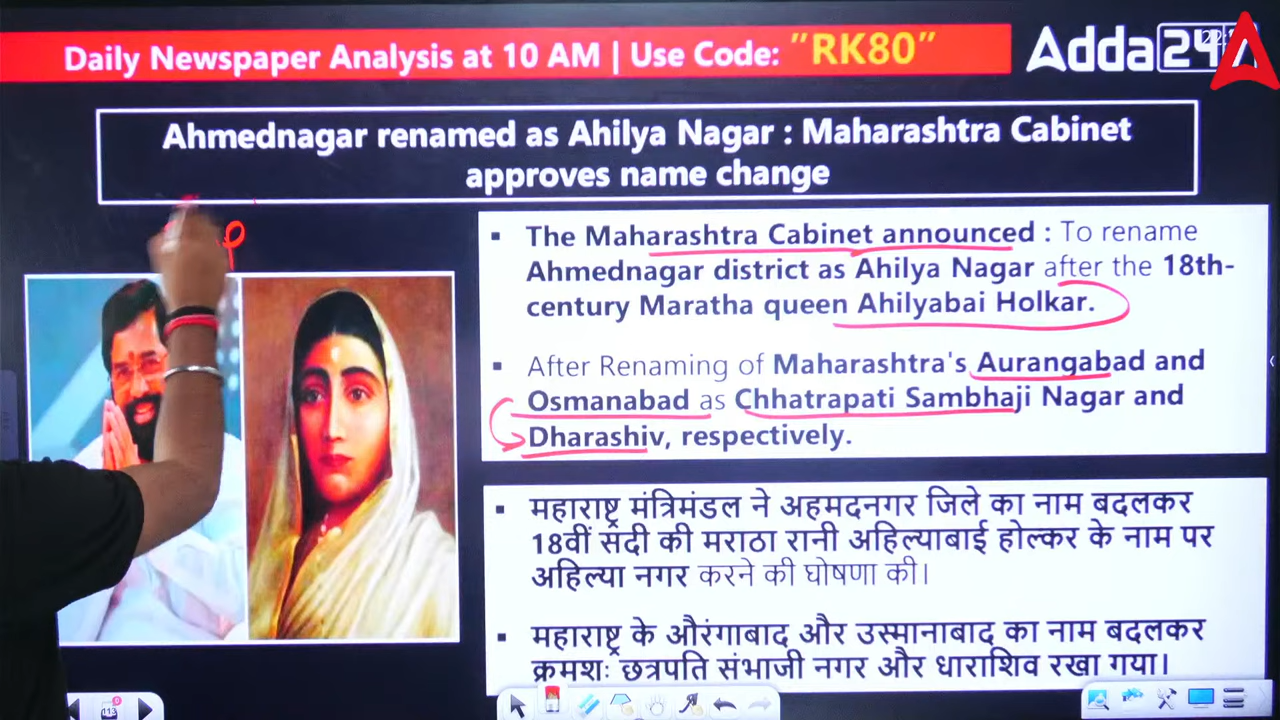 Daily Newspaper Analysis at 10 AM | Use Code: "RK80"
Adda247
Ahmednagar renamed as Ahilya Nagar : Maharashtra Cabinet
approves name change
▪ The Maharashtra Cabinet announced : To rename
Ahmednagar district as Ahilya Nagar after the 18th-
century Maratha queen Ahilyabai Holkar.
▪ After Renaming of Maharashtra's Aurangabad and
Osmanabad as Chhatrapati Sambhaji Nagar and
Dharashiv, respectively.
▪ महाराष्ट्र मंत्रिमंडल ने अहमदनगर जिले का नाम बदलकर
18वीं सदी की मराठा रानी अहिल्याबाई होल्कर के नाम पर
अहिल्या नगर करने की घोषणा की।
▪ महाराष्ट्र के औरंगाबाद और उस्मानाबाद का नाम बदलकर
क्रमशः छत्रपति संभाजी नगर और धाराशिव रखा गया।
113